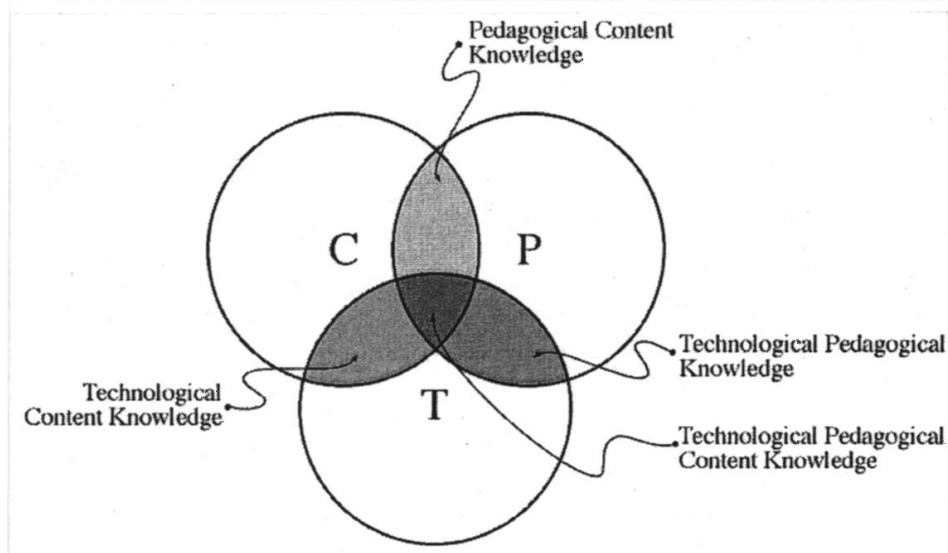 Pedagogical Content
Knowledge
C
P
Technological Pedagogical
Knowledge
Technological
Content Knowledge
T
Technological Pedagogical
Content Knowledge